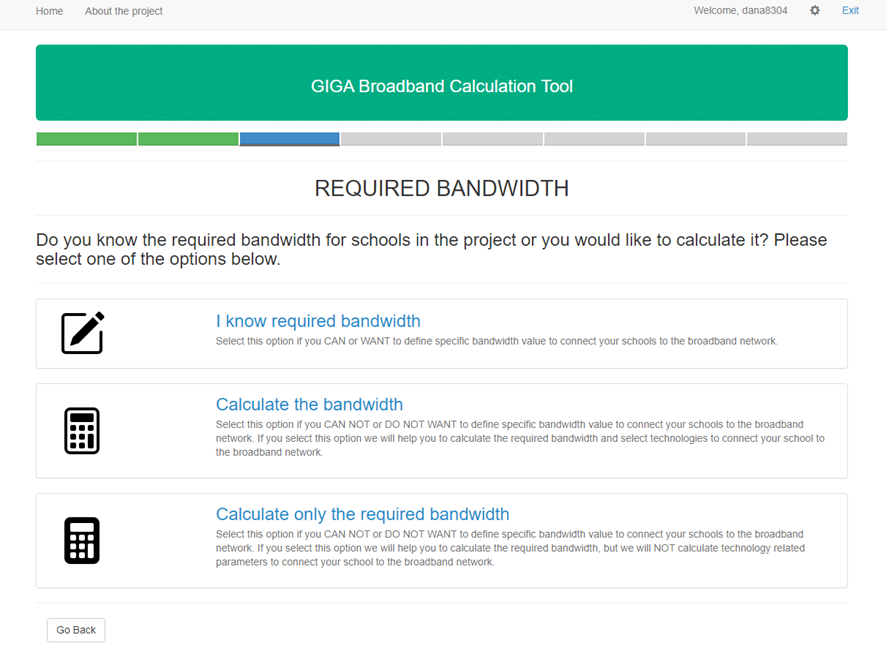 Home About the project Welcome, dana8304 Exit
GIGA Broadband Calculation Tool
REQUIRED BANDWIDTH
Do you know the required bandwidth for schools in the project or you would like to calculate it? Please
select one of the options below.
I know required bandwidth
Select this option if you CAN or WANT to define specific bandwidth value to connect your schools to the broadband network.
Calculate the bandwidth
Select this option if you CAN NOT or DO NOT WANT to define specific bandwidth value to connect your schools to the broadband
network. If you select this option we will help you to calculate the required bandwidth and select technologies to connect your school to
the broadband network.
Calculate only the required bandwidth
Select this option if you CAN NOT or DO NOT WANT to define specific bandwidth value to connect your schools to the broadband
network. If you select this option we will help you to calculate the required bandwidth, but we will NOT calculate technology related
parameters to connect your school to the broadband network.
Go Back